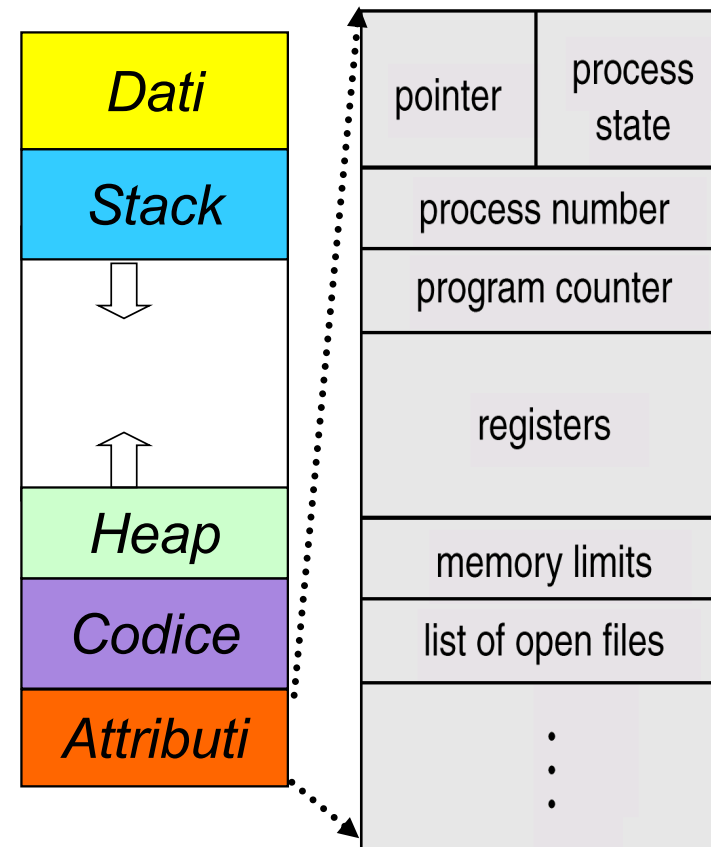 Dati
Stack
Heap
Codice
Attributi
pointer
process
state
process number
program counter
registers
memory limits
list of open files